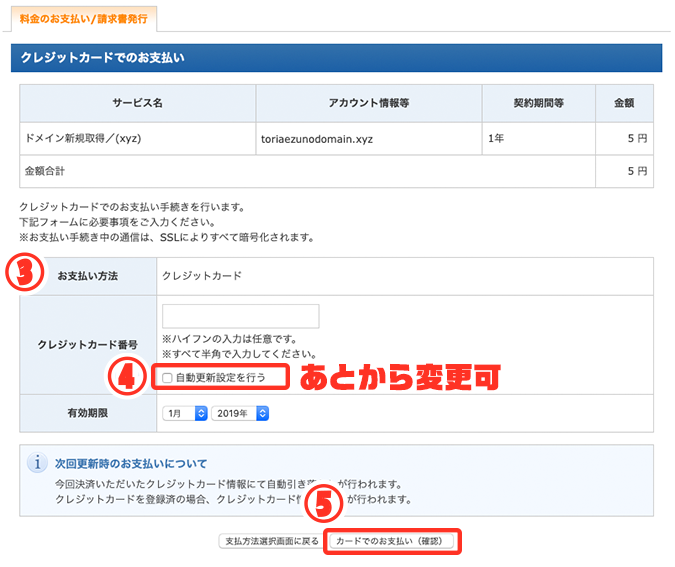 料金のお支払い/請求書発行
クレジットカードでのお支払い
サービス名 アカウント情報等 契約期間等 金額
ドメイン新規取得／(xyz) toriaezunodomain.xyz 1年 5 円
金額合計 5 円
クレジットカードでのお支払い手続きを行います。
下記フォームに必要事項をご入力ください。
※お支払い手続き中の通信は、SSLによりすべて暗号化されます。
③ お支払い方法 クレジットカード
クレジットカード番号
※ハイフンの入力は任意です。
※すべて半角で入力してください。
④ 自動更新設定を行う あとから変更可
有効期限 1月 2019年
i 次回更新時のお支払いについて
今回決済いただいたクレジットカード情報にて自動引き が行われます。
クレジットカードを登録済の場合、クレジットカード が行われます。
⑤
支払方法選択画面に戻る カードでのお支払い（確認）